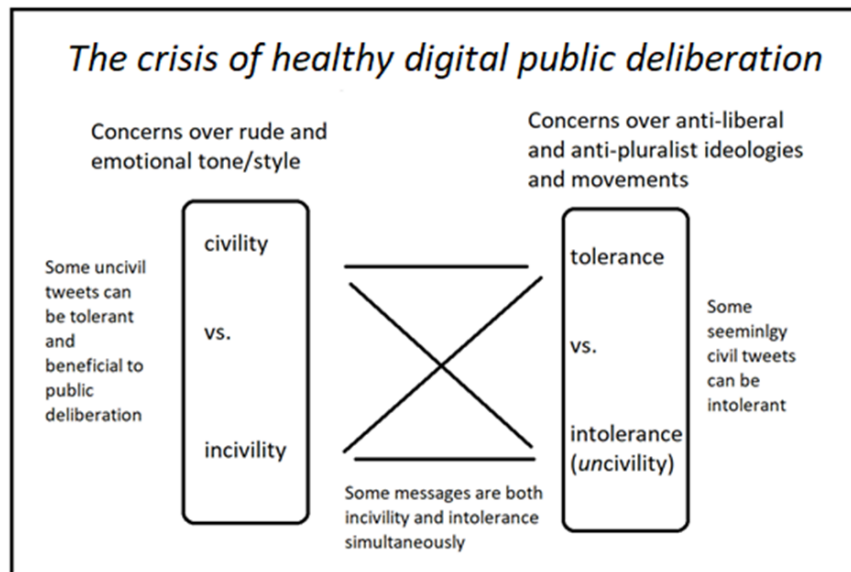 The crisis of healthy digital public deliberation
Concerns over rude and
emotional tone/style
Concerns over anti-liberal
and anti-pluralist ideologies
and movements
Some uncivil
tweets can
be tolerant
and
beneficial to
public
deliberation
civility
vs.
incivility
tolerance
vs.
intolerance
(uncivility)
Some
seeminlgy
civil tweets
can be
intolerant
Some messages are both
incivility and intolerance
simultaneously